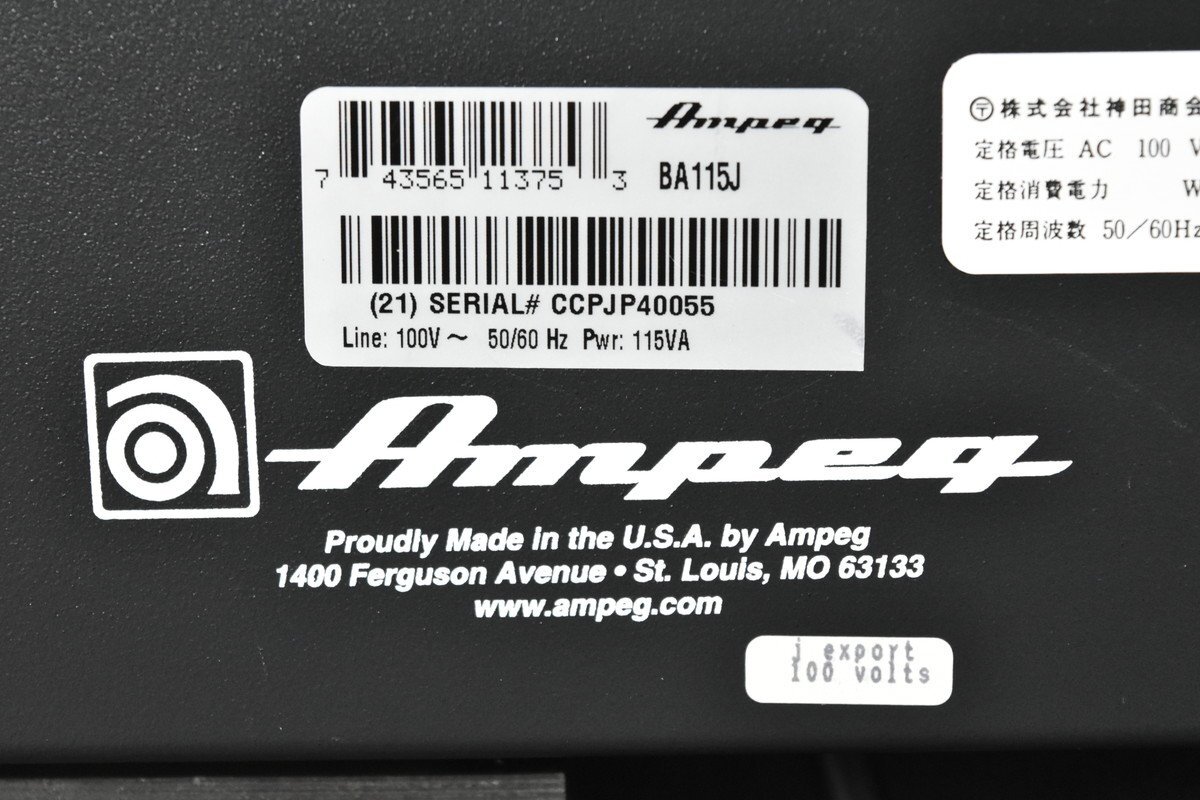 Ampeg
7 43565 11375 3
BA115J
(21) SERIAL# CCPJP40055
Line: 100V ~ 50/60 Hz Pwr: 115VA
〒株式会社神田商会
定格電圧 AC 100 V
定格消費電力 W
定格周波数 50/60Hz
Ampeg
Proudly Made in the U.S.A. by Ampeg
1400 Ferguson Avenue • St. Louis, MO 63133
www.ampeg.com
j export
100 volts